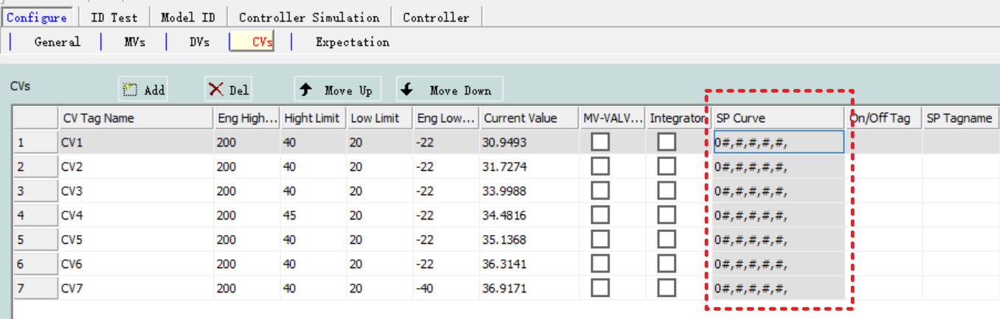 Configure ID Test Model ID Controller Simulation Controller
General MVs DVs CVs Expectation
CVs Add Del Move Up Move Down
CV Tag Name Eng High... Hight Limit Low Limit Eng Low... Current Value MV-VALV... Integrator SP Curve On/Off Tag SP Tagname
1 CV1 200 40 20 -22 30.9493 0#,#,#,#,#,
2 CV2 200 40 20 -22 31.7274 0#,#,#,#,#,
3 CV3 200 40 20 -22 33.9988 0#,#,#,#,#,
4 CV4 200 45 20 -22 34.4816 0#,#,#,#,#,
5 CV5 200 40 20 -22 35.1368 0#,#,#,#,#,
6 CV6 200 40 20 -22 36.3141 0#,#,#,#,#,
7 CV7 200 40 20 -40 36.9171 0#,#,#,#,#,